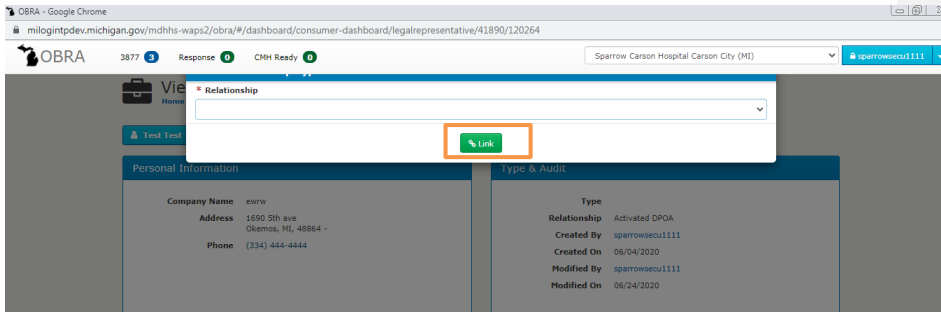 OBRA - Google Chrome
milogintpdev.michigan.gov/mdhhs-waps2/obra/#/dashboard/consumer-dashboard/legalrepresentative/41890/120264
OBRA 3877 3 Response 0 CMH Ready 0 Sparrow Carson Hospital Carson City (MI) sparrowsecu1111
Vie
Home
* Relationship
Test Test
Link
Personal Information
Company Name ewrw
Address 1690 5th ave
Okemos, MI, 48864 -
Phone (334) 444-4444
Type & Audit
Type
Relationship Activated DPOA
Created By sparrowsecu1111
Created On 06/04/2020
Modified By sparrowsecu1111
Modified On 06/24/2020